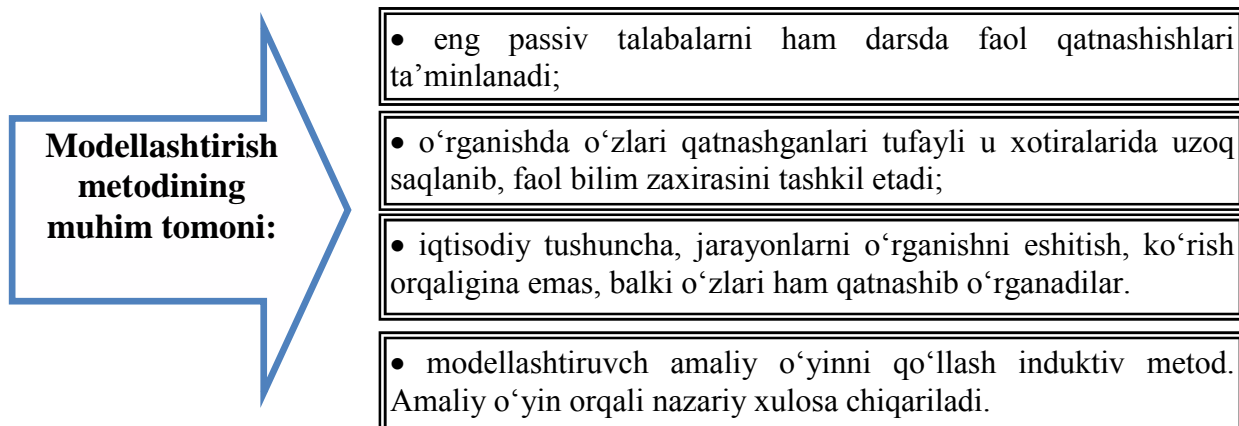 Modellashtirish
metodining
muhim tomoni:
• eng passiv talabalarni ham darsda faol qatnashishlari
ta’minlanadi;
• o‘rganishda o‘zlari qatnashganlari tufayli u xotiralarida uzoq
saqlanib, faol bilim zaxirasini tashkil etadi;
• iqtisodiy tushuncha, jarayonlarni o‘rganishni eshitish, ko‘rish
orqaligina emas, balki o‘zlari ham qatnashib o‘rganadilar.
• modellashtiruvch amaliy o‘yinni qo‘llash induktiv metod.
Amaliy o‘yin orqali nazariy xulosa chiqariladi.